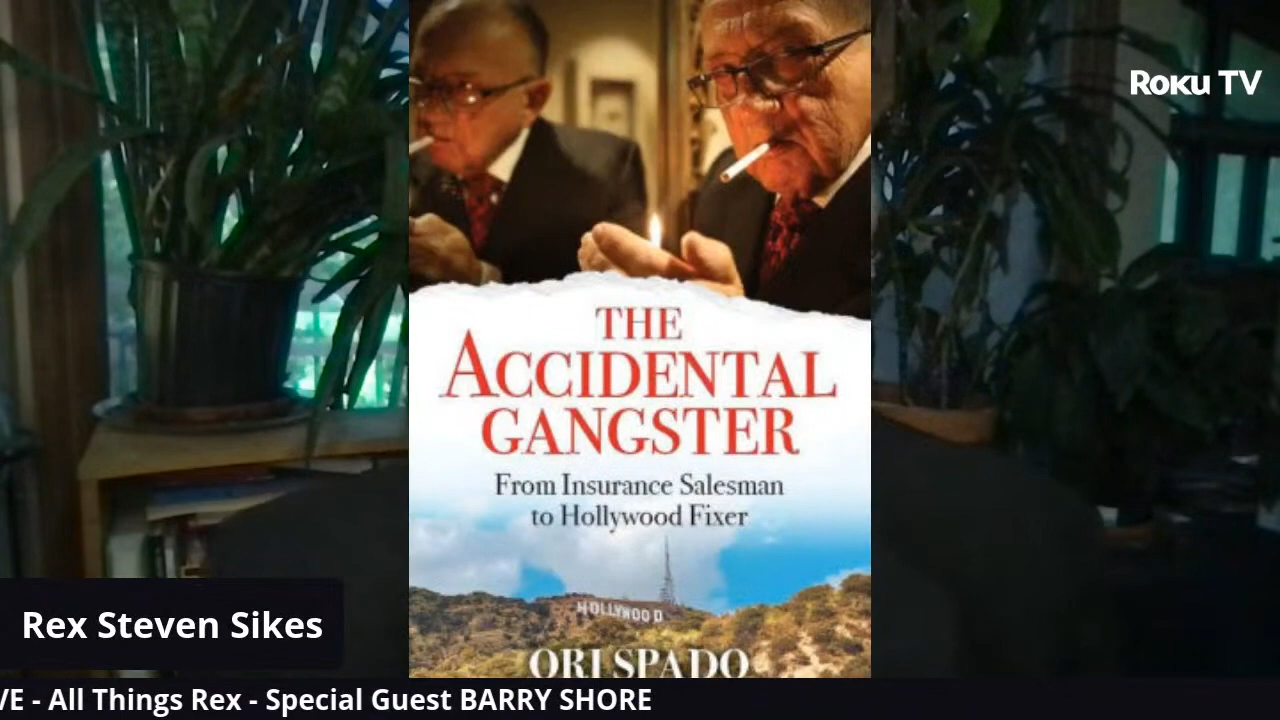 Roku TV
THE
ACCIDENTAL
GANGSTER
From Insurance Salesman
to Hollywood Fixer
HOLLYWOOD
ORI SPADO
Rex Steven Sikes
VE - All Things Rex - Special Guest BARRY SHORE